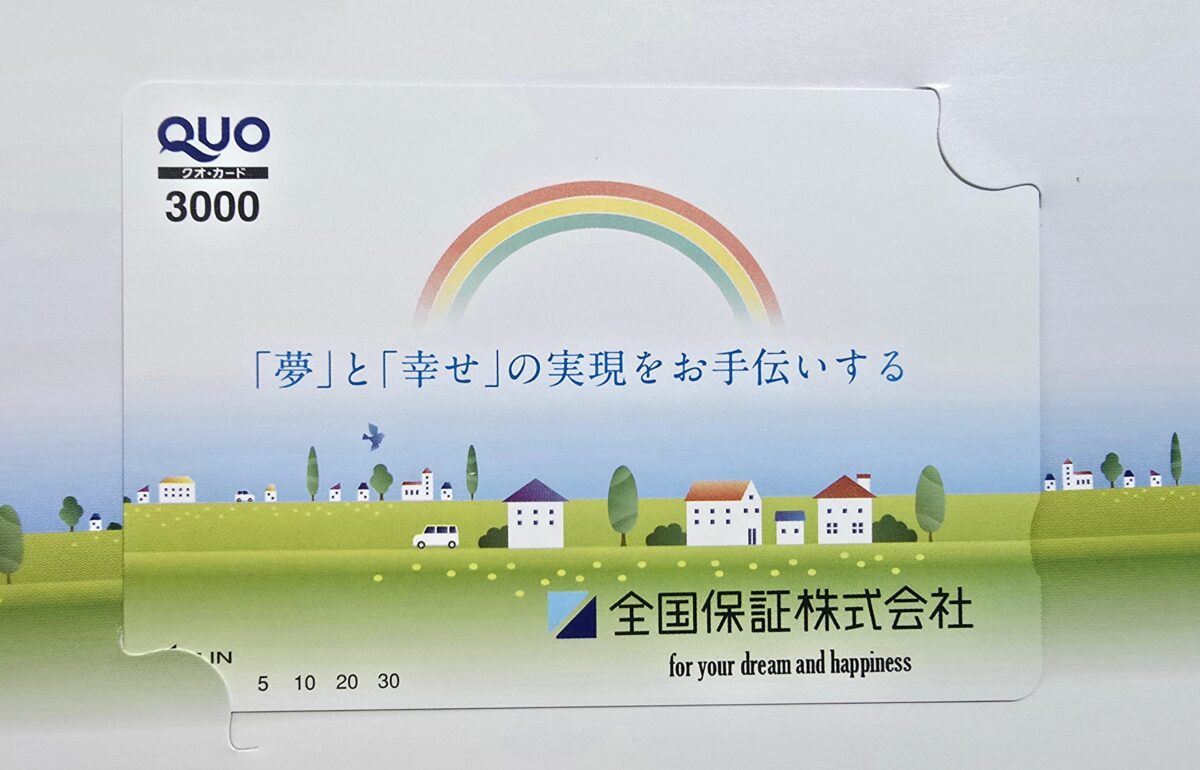 QUO
クオ・カード
3000
「夢」と「幸せ」の実現をお手伝いする
全国保証株式会社
for your dream and happiness
IN
5 10 20 30